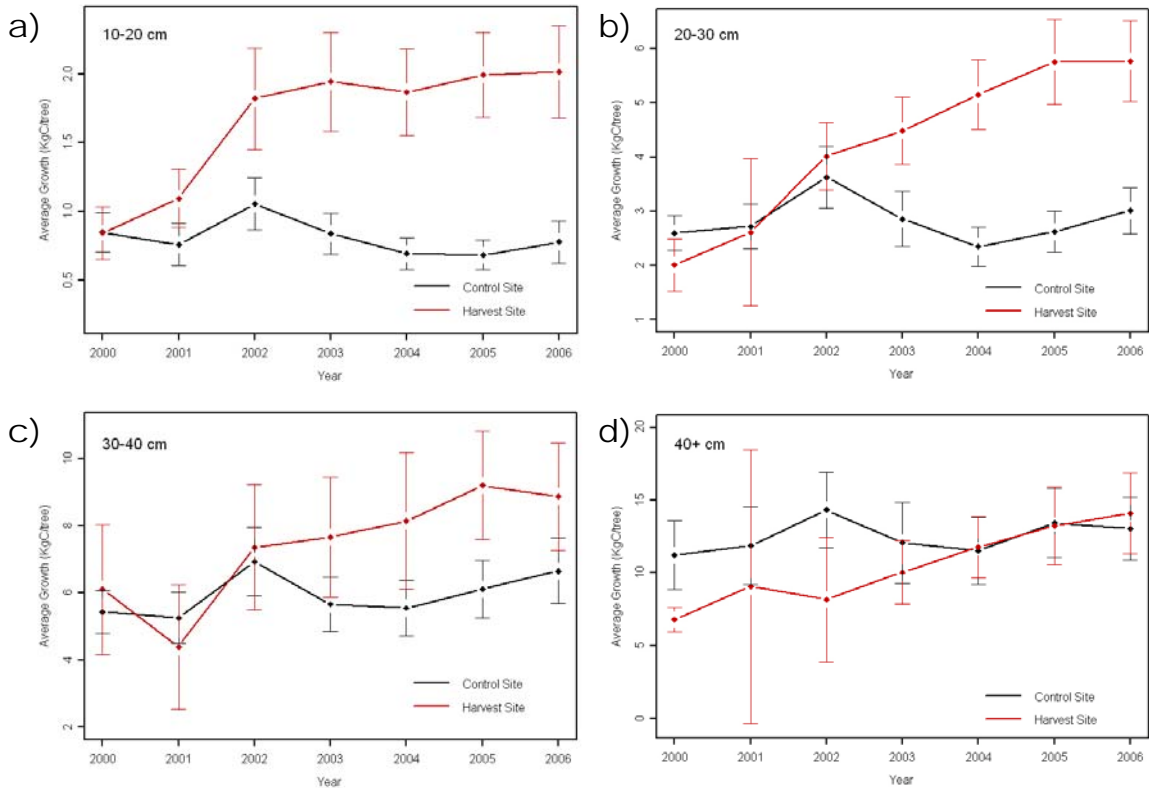 a)
10-20 cm
Average Growth (KgC/tree)
2.0
1.5
1.0
0.5
Control Site
Harvest Site
2000 2001 2002 2003 2004 2005 2006
Year
b)
20-30 cm
Average Growth (KgC/tree)
6
5
4
3
2
1
Control Site
Harvest Site
2000 2001 2002 2003 2004 2005 2006
Year
c)
30-40 cm
Average Growth (KgC/tree)
10
8
6
4
2
Control Site
Harvest Site
2000 2001 2002 2003 2004 2005 2006
Year
d)
40+ cm
Average Growth (KgC/tree)
20
15
10
5
0
Control Site
Harvest Site
2000 2001 2002 2003 2004 2005 2006
Year